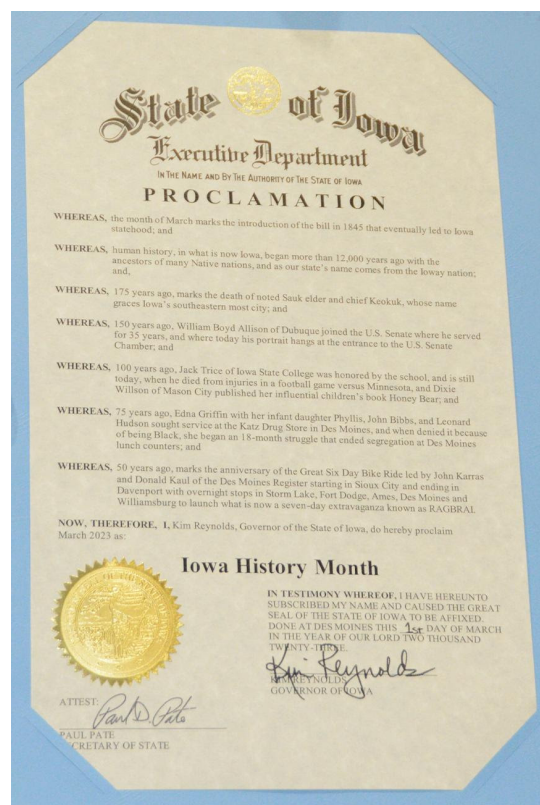 State of Iowa
Executive Department
IN THE NAME AND BY THE AUTHORITY OF THE STATE OF IOWA
PROCLAMATION
WHEREAS, the month of March marks the introduction of the bill in 1845 that eventually led to Iowa
statehood; and
WHEREAS, human history, in what is now Iowa, began more than 12,000 years ago with the
ancestors of many Native nations, and as our state's name comes from the Ioway nation;
and,
WHEREAS, 175 years ago, marks the death of noted Sauk elder and chief Keokuk, whose name
graces Iowa's southeastern most city; and
WHEREAS, 150 years ago, William Boyd Allison of Dubuque joined the U.S. Senate where he served
for 35 years, and where today his portrait hangs at the entrance to the U.S. Senate
Chamber; and
WHEREAS, 100 years ago, Jack Trice of Iowa State College was honored by the school, and is still
today, when he died from injuries in a football game versus Minnesota, and Dixie
Willson of Mason City published her influential children's book Honey Bear; and
WHEREAS, 75 years ago, Edna Griffin with her infant daughter Phyllis, John Bibbs, and Leonard
Hudson sought service at the Katz Drug Store in Des Moines, and when denied it because
of being Black, she began an 18-month struggle that ended segregation at Des Moines
lunch counters; and
WHEREAS, 50 years ago, marks the anniversary of the Great Six Day Bike Ride led by John Karras
and Donald Kaul of the Des Moines Register starting in Sioux City and ending in
Davenport with overnight stops in Storm Lake, Fort Dodge, Ames, Des Moines and
Williamsburg to launch what is now a seven-day extravaganza known as RAGBRAI.
NOW, THEREFORE, I, Kim Reynolds, Governor of the State of Iowa, do hereby proclaim
March 2023 as:
Iowa History Month
IN TESTIMONY WHEREOF, I HAVE HEREUNTO
SUBSCRIBED MY NAME AND CAUSED THE GREAT
SEAL OF THE STATE OF IOWA TO BE AFFIXED.
DONE AT DES MOINES THIS 1st DAY OF MARCH
IN THE YEAR OF OUR LORD TWO THOUSAND
TWENTY-THREE.
Kim Reynolds
KIM REYNOLDS
GOVERNOR OF IOWA
ATTEST:
Paul D. Pate
PAUL PATE
SECRETARY OF STATE